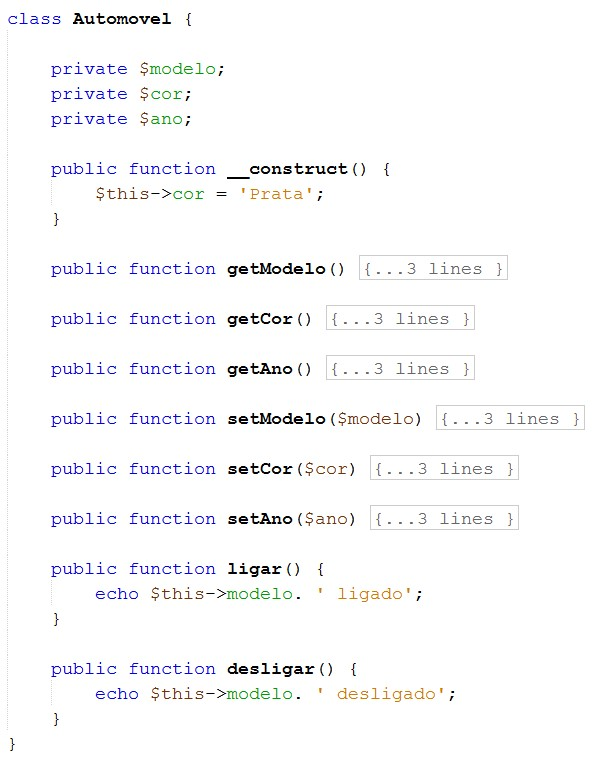 class Automovel {
private $modelo;
private $cor;
private $ano;
public function __construct() {
$this->cor = 'Prata';
}
public function getModelo() {...3 lines }
public function getCor() {...3 lines }
public function getAno() {...3 lines }
public function setModelo($modelo) {...3 lines }
public function setCor($cor) {...3 lines }
public function setAno($ano) {...3 lines }
public function ligar() {
echo $this->modelo. ' ligado';
}
public function desligar() {
echo $this->modelo. ' desligado';
}
}